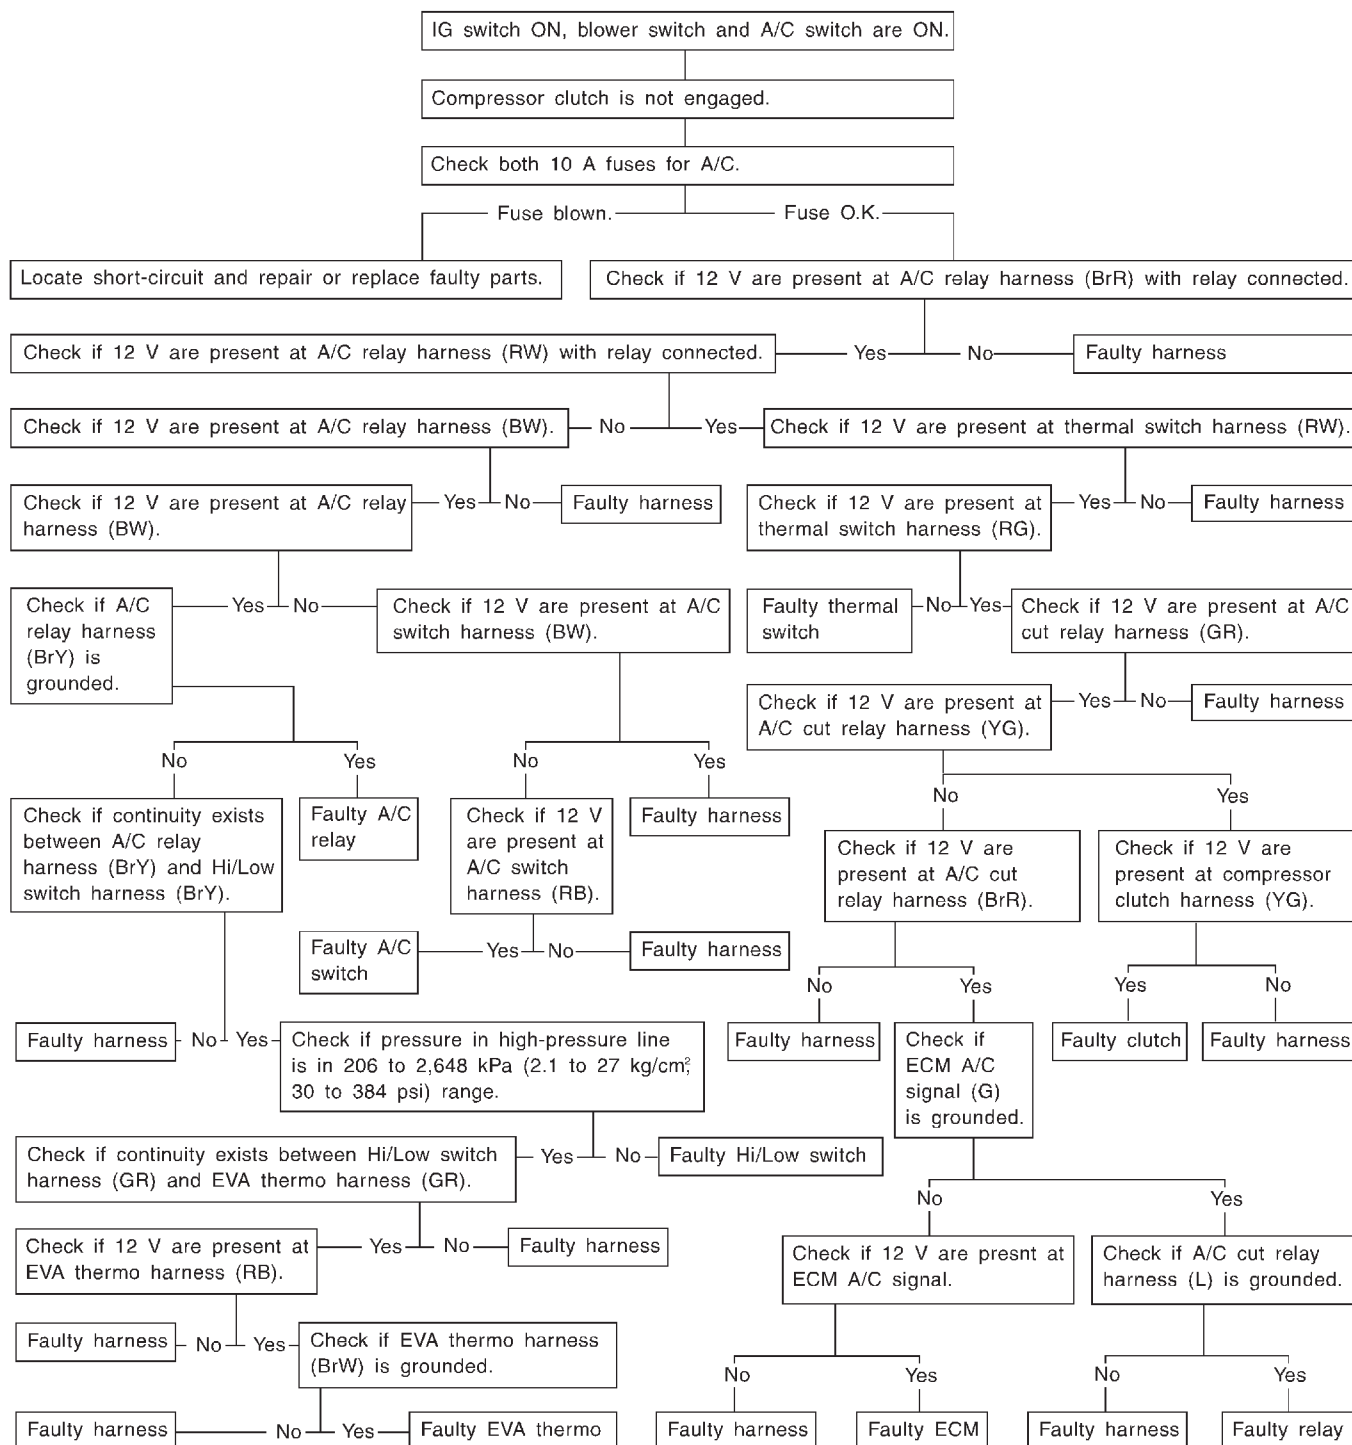 IG switch ON, blower switch and A/C switch are ON.
Compressor clutch is not engaged.
Check both 10 A fuses for A/C.
Fuse blown.
Fuse O.K.
Locate short-circuit and repair or replace faulty parts.
Check if 12 V are present at A/C relay harness (BrR) with relay connected.
Check if 12 V are present at A/C relay harness (RW) with relay connected.
Yes
No
Faulty harness
Check if 12 V are present at A/C relay harness (BW).
No
Yes
Check if 12 V are present at thermal switch harness (RW).
Check if 12 V are present at A/C relay
harness (BW).
Yes
No
Faulty harness
Check if 12 V are present at
thermal switch harness (RG).
Yes
No
Faulty harness
Check if A/C
relay harness
(BrY) is
grounded.
Yes
No
Check if 12 V are present at A/C
switch harness (BW).
Faulty thermal
switch
No
Yes
Check if 12 V are present at A/C
cut relay harness (GR).
Check if 12 V are present at
A/C cut relay harness (YG).
Yes
No
Faulty harness
No
Yes
No
Yes
No
Yes
Check if continuity exists
between A/C relay
harness (BrY) and Hi/Low
switch harness (BrY).
Faulty A/C
relay
Check if 12 V
are present at
A/C switch
harness (RB).
Faulty harness
Check if 12 V are
present at A/C cut
relay harness (BrR).
Check if 12 V are
present at compressor
clutch harness (YG).
Faulty A/C
switch
Yes
No
Faulty harness
No
Yes
Yes
No
Faulty harness
No
Yes
Check if pressure in high-pressure line
is in 206 to 2,648 kPa (2.1 to 27 kg/cm²,
30 to 384 psi) range.
Faulty harness
Check if
ECM A/C
signal (G)
is grounded.
Faulty clutch
Faulty harness
Check if continuity exists between Hi/Low switch
harness (GR) and EVA thermo harness (GR).
Yes
No
Faulty Hi/Low switch
No
Yes
Check if 12 V are present at
EVA thermo harness (RB).
Yes
No
Faulty harness
Check if 12 V are presnt at
ECM A/C signal.
Check if A/C cut relay
harness (L) is grounded.
Faulty harness
No
Yes
Check if EVA thermo harness
(BrW) is grounded.
No
Yes
No
Yes
Faulty harness
No
Yes
Faulty EVA thermo
Faulty harness
Faulty ECM
Faulty harness
Faulty relay